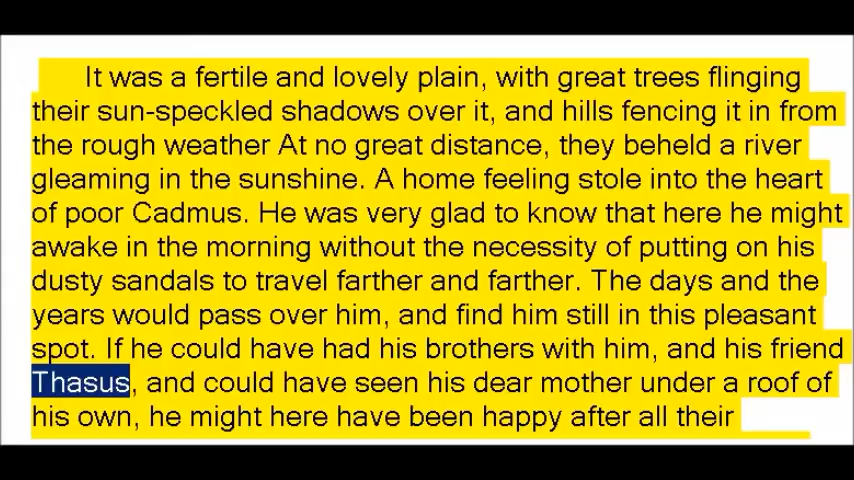 It was a fertile and lovely plain, with great trees flinging
their sun-speckled shadows over it, and hills fencing it in from
the rough weather At no great distance, they beheld a river
gleaming in the sunshine. A home feeling stole into the heart
of poor Cadmus. He was very glad to know that here he might
awake in the morning without the necessity of putting on his
dusty sandals to travel farther and farther. The days and the
years would pass over him, and find him still in this pleasant
spot. If he could have had his brothers with him, and his friend
Thasus, and could have seen his dear mother under a roof of
his own, he might here have been happy after all their